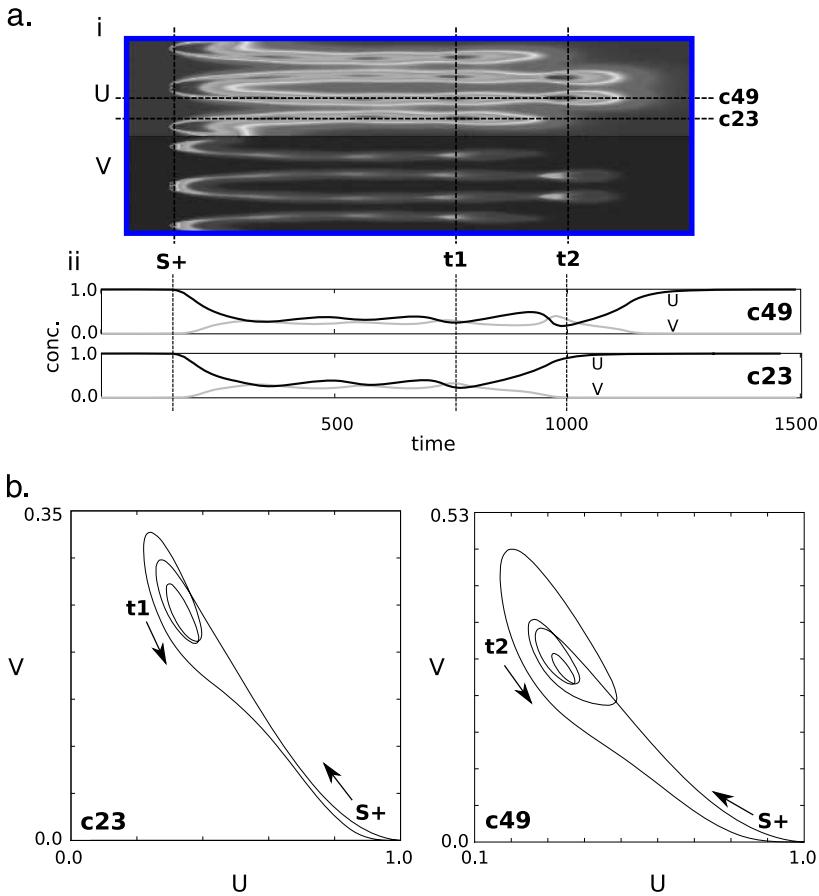 a.
i
U
c49
c23
V
S+ t1 t2
ii
1.0
U
V
c49
0.0
conc.
1.0
U
V
c23
0.0
500 1000 1500
time
b.
0.35
V
t1
S+
c23
0.0
0.0 1.0
U
0.53
V
t2
S+
c49
0.0
0.1 1.0
U